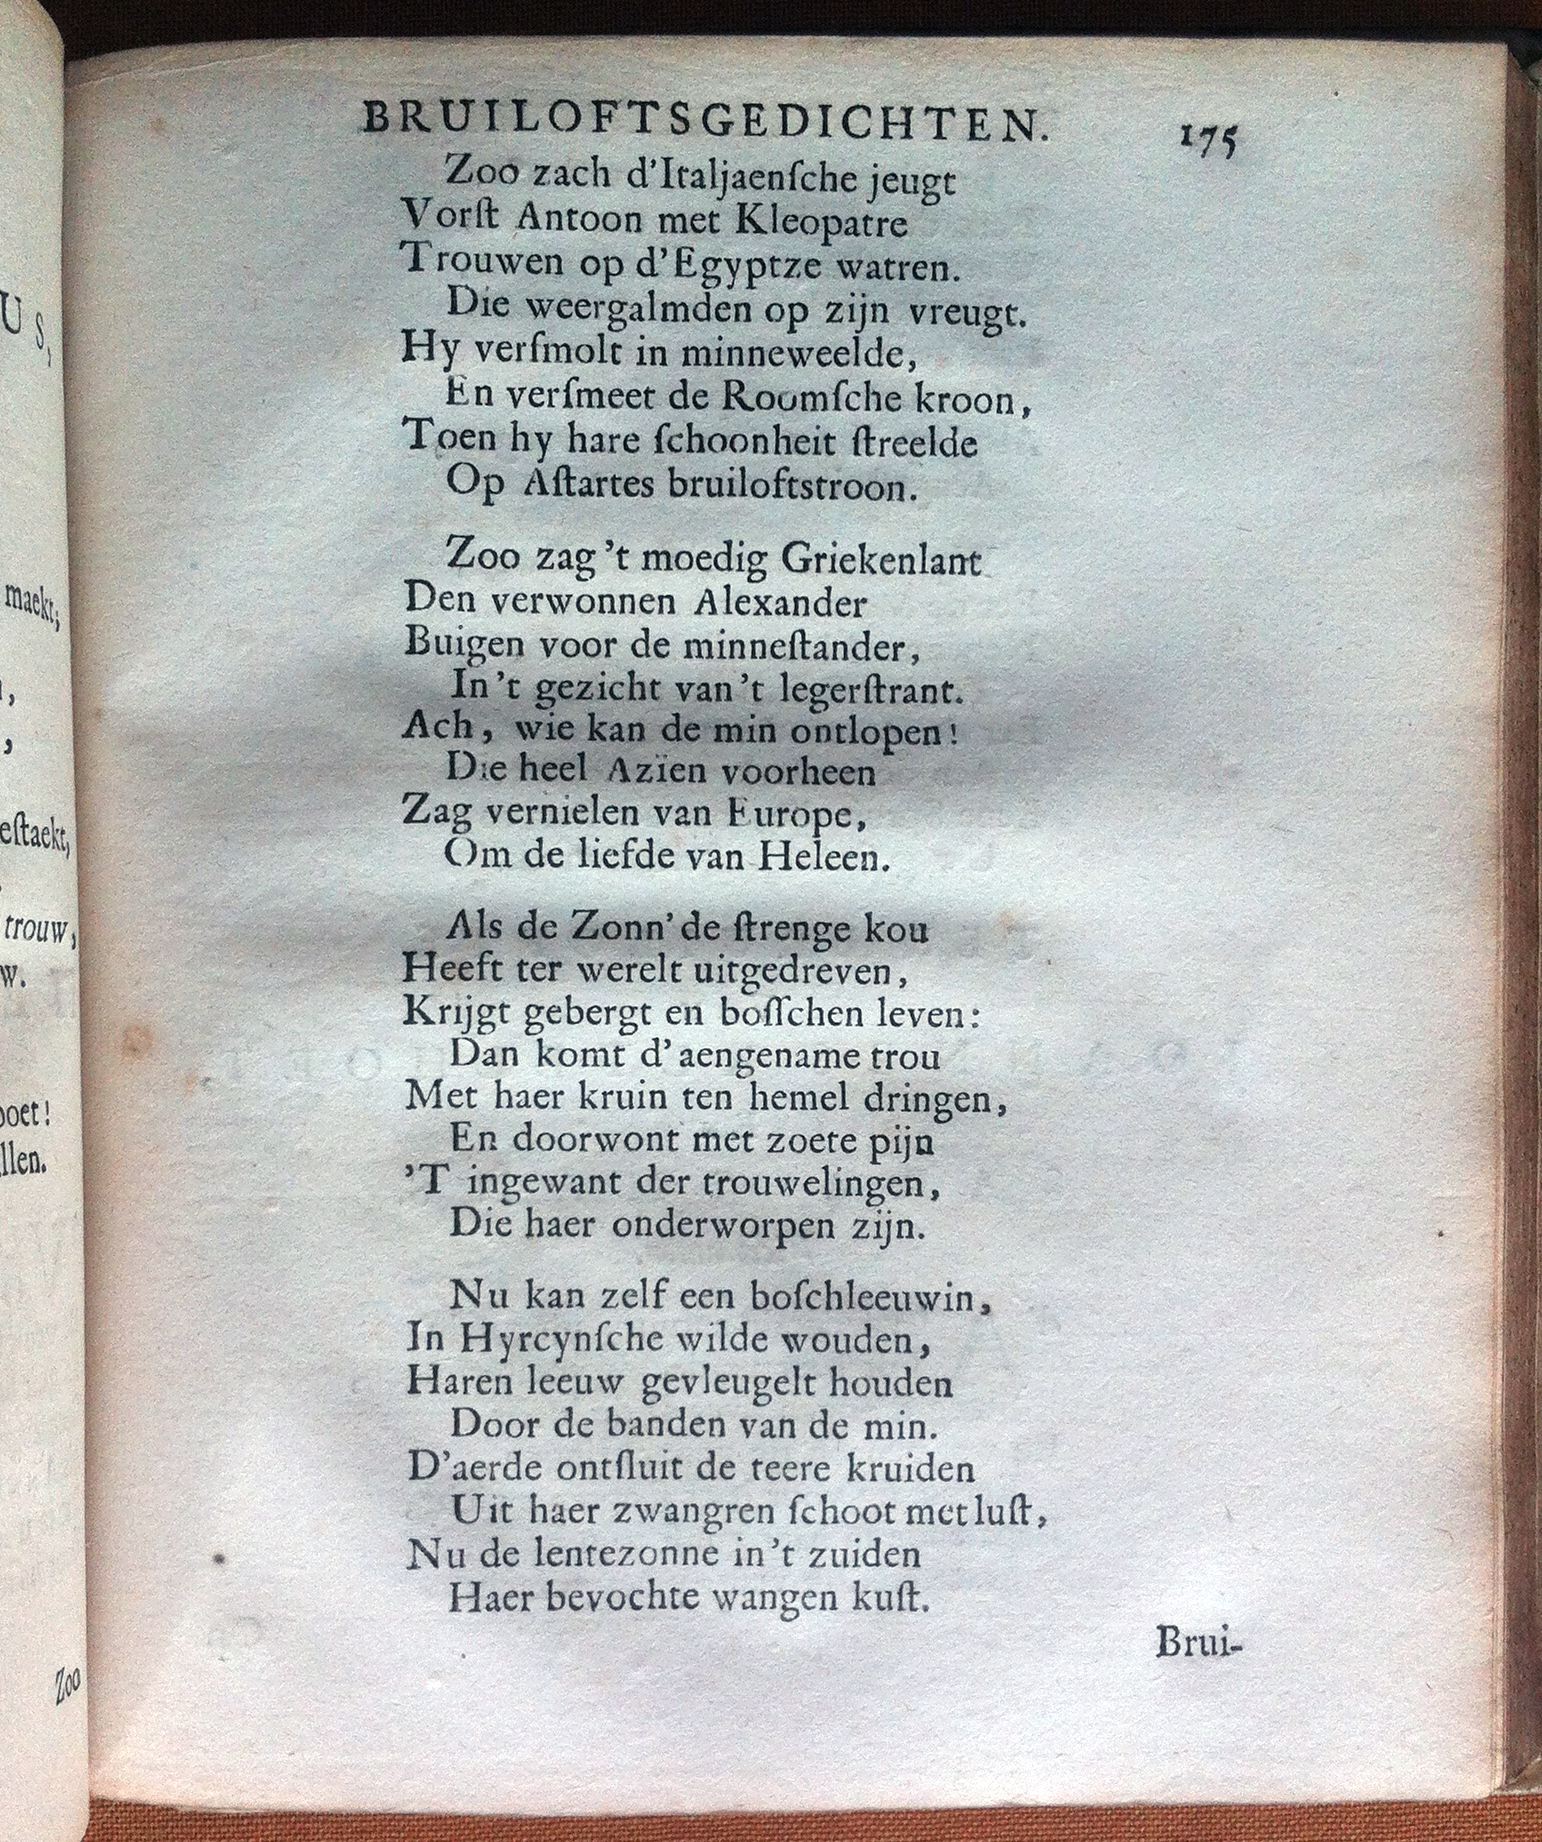 BRUILOFTSGEDICHTEN. 175
Zoo zach d'Italjaenſche jeugt
Vorſt Antoon met Kleopatre
Trouwen op d'Egyptze watren.
Die weergalmden op zijn vreugt.
Hy verſmolt in minneweelde,
En verſmeet de Roomſche kroon,
Toen hy hare ſchoonheit ſtreelde
Op Aſtartes bruiloftstroon.
Zoo zag 't moedig Griekenlant
Den verwonnen Alexander
Buigen voor de minneſtander,
In 't gezicht van 't legerſtrant.
Ach, wie kan de min ontlopen!
Die heel Azïen voorheen
Zag vernielen van Europe,
Om de liefde van Heleen.
Als de Zonn' de ſtrenge kou
Heeft ter werelt uitgedreven,
Krijgt gebergt en boſſchen leven:
Dan komt d'aengename trou
Met haer kruin ten hemel dringen,
En doorwont met zoete pijn
'T ingewant der trouwelingen,
Die haer onderworpen zijn.
Nu kan zelf een boſchleeuwin,
In Hyrcynſche wilde wouden,
Haren leeuw gevleugelt houden
Door de banden van de min.
D'aerde ontſluit de teere kruiden
Uit haer zwangren ſchoot met luſt,
Nu de lentezonne in 't zuiden
Haer bevochte wangen kuſt.
Brui-
U S,
maekt;
eſtaekt,
trouw,
w.
oet!
llen.
Zoo